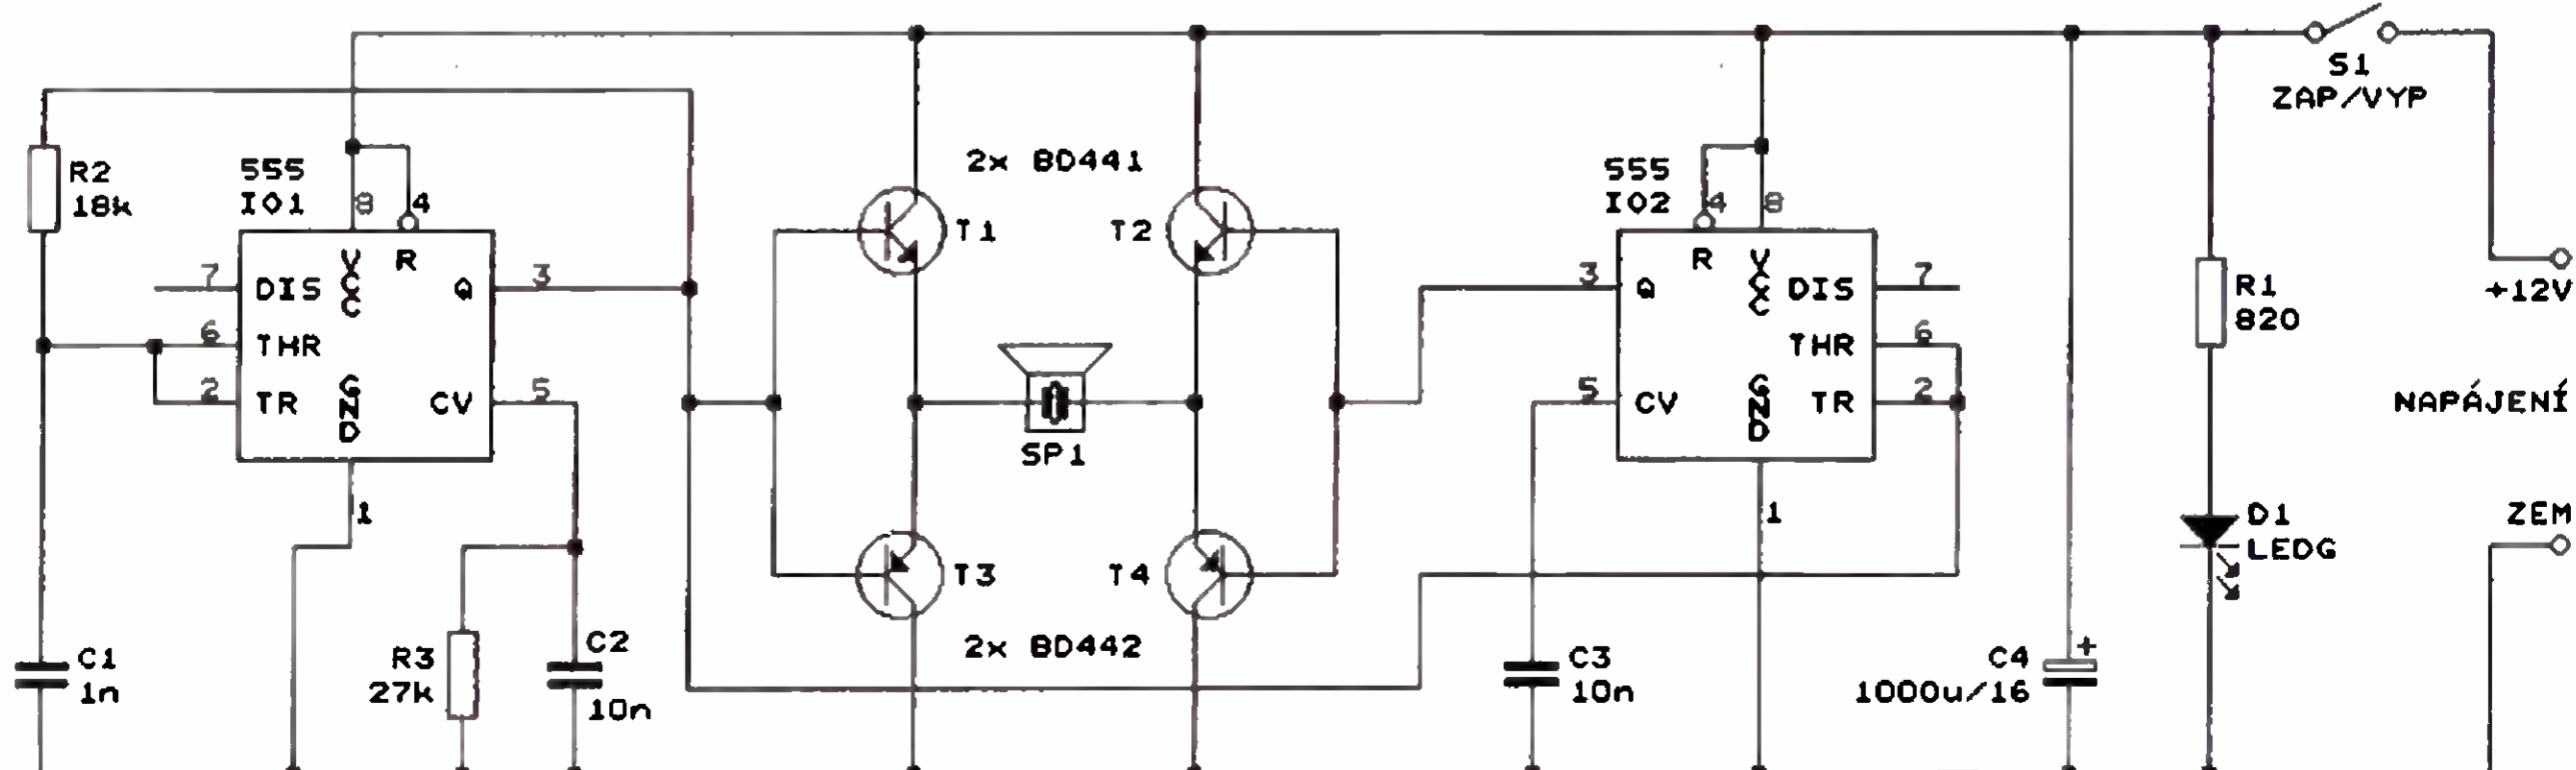 S1
ZAP/VYP
R2
18k
555
IO1
8
4
7
DIS
VCC
R
Q
3
6
THR
2
TR
GND
CV
5
1
R3
27k
C1
1n
C2
10n
2x BD441
T1
T2
SP1
T3
T4
2x BD442
555
IO2
4
8
3
Q
R
VCC
DIS
7
THR
6
5
CV
GND
TR
2
1
C3
10n
C4
+
1000u/16
R1
820
D1
LEDG
+12V
NAPÁJENÍ
ZEM